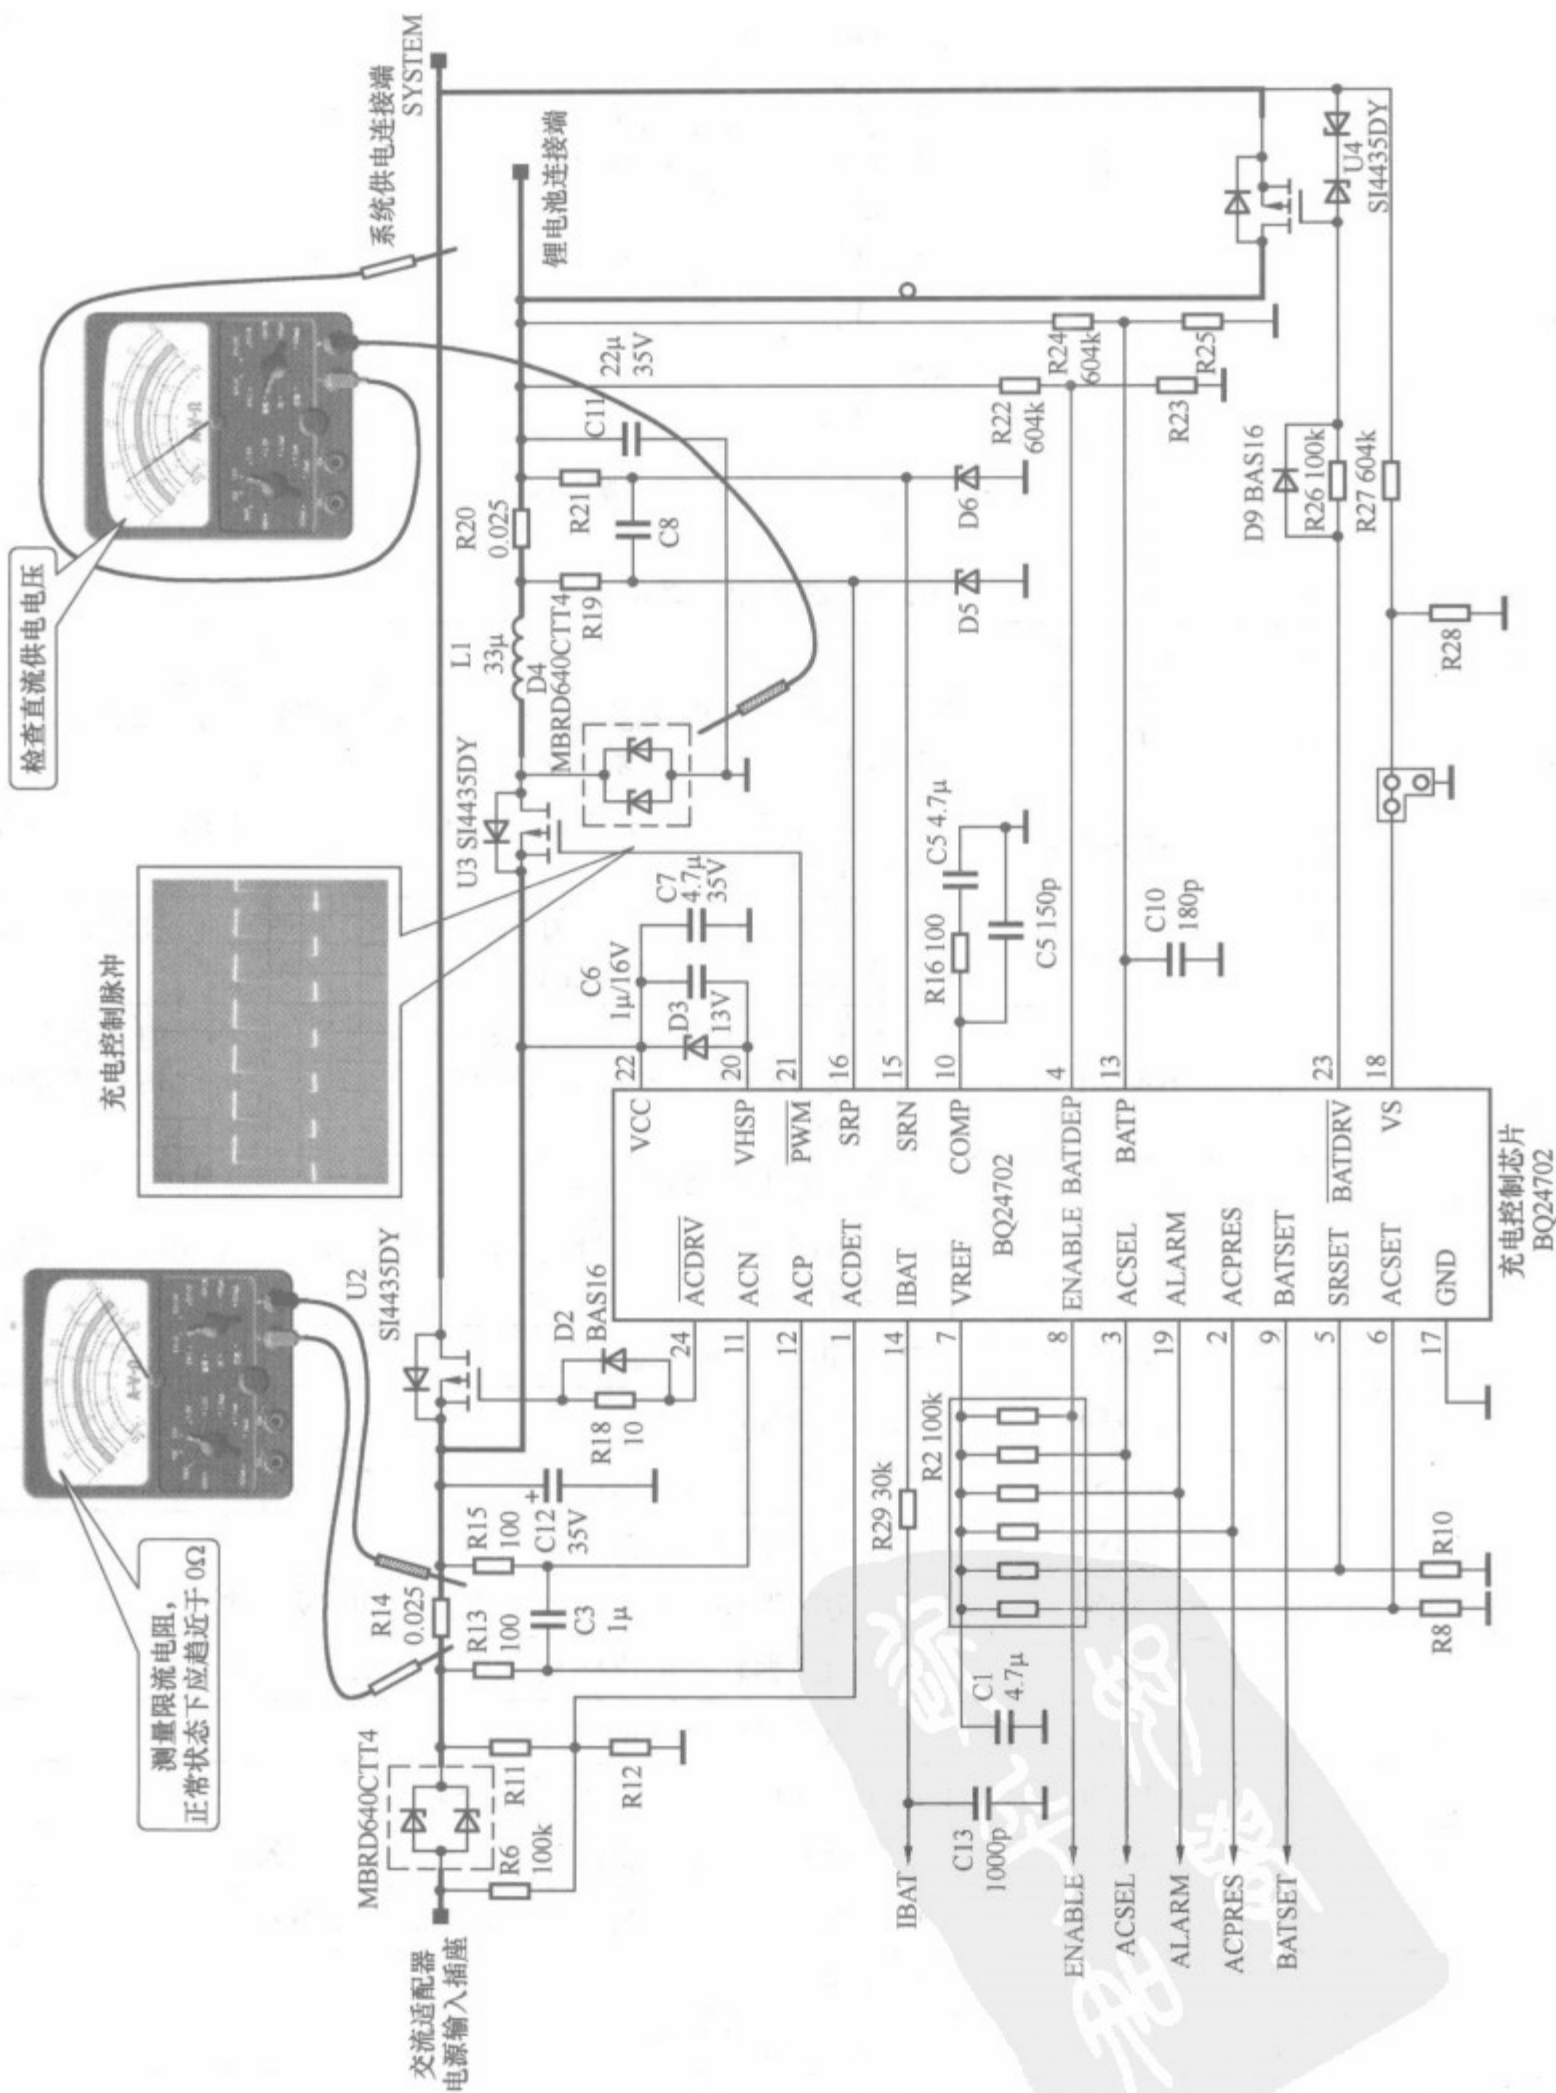 检查直流供电电压
系统供电连接端
SYSTEM
锂电池连接端
充电控制脉冲
测量限流电阻，
正常状态下应趋近于 0Ω
交流适配器
电源输入插座
MBRD640CTT4
R6
100k
R11
R12
R14
0.025
R13
100
R15
100
C3
1μ
C12
35V
+
U2
SI4435DY
R18
10
D2
BAS16
U3 SI4435DY
C6
1μ/16V
D3
13V
C7
4.7μ
35V
L1
33μ
D4
MBRD640CTT4
R20
0.025
R19
R21
C8
C11
22μ
35V
D5
D6
R22
604k
R23
R24
604k
R25
R16 100
C5 4.7μ
C5 150p
C10
180p
D9 BAS16
R26 100k
R27 604k
R28
U4
SI4435DY
22
20
21
16
15
10
4
13
23
18
VCC
VHSP
PWM
SRP
SRN
COMP
BATDEP
BATP
BATDRV
VS
BQ24702
ACDRV
ACN
ACP
ACDET
IBAT
VREF
ENABLE
ACSEL
ALARM
ACPRES
BATSET
SRSET
ACSET
GND
24
11
12
1
14
7
8
3
19
2
9
5
6
17
充电控制芯片
BQ24702
R29 30k
R2 100k
R10
R8
C1
4.7μ
C13
1000p
IBAT
ENABLE
ACSEL
ALARM
ACPRES
BATSET
A-V-Ω
A-V-Ω